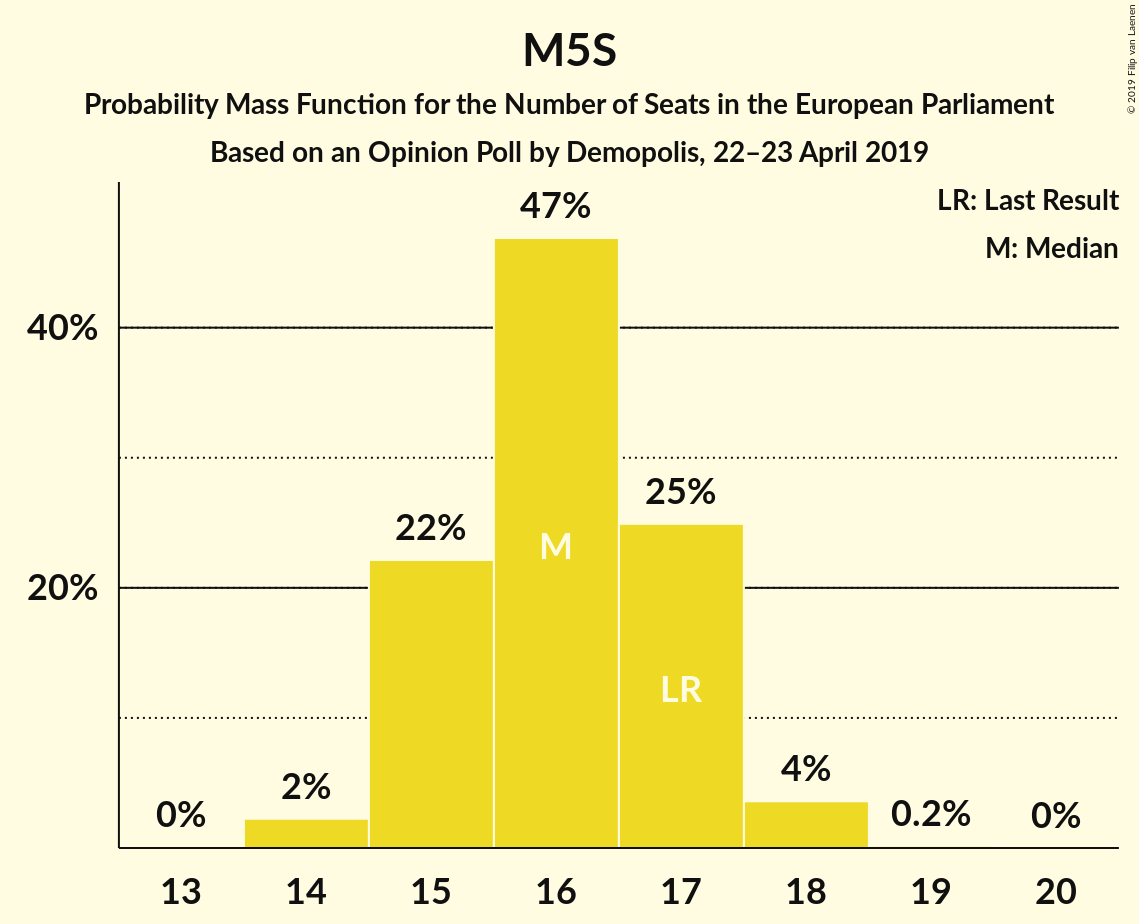 M5S
Probability Mass Function for the Number of Seats in the European Parliament
Based on an Opinion Poll by Demopolis, 22–23 April 2019
© 2019 Filip van Laenen
LR: Last Result
M: Median
47%
40%
25%
22%
M
20%
LR
4%
2%
0%
0.2%
0%
13 14 15 16 17 18 19 20